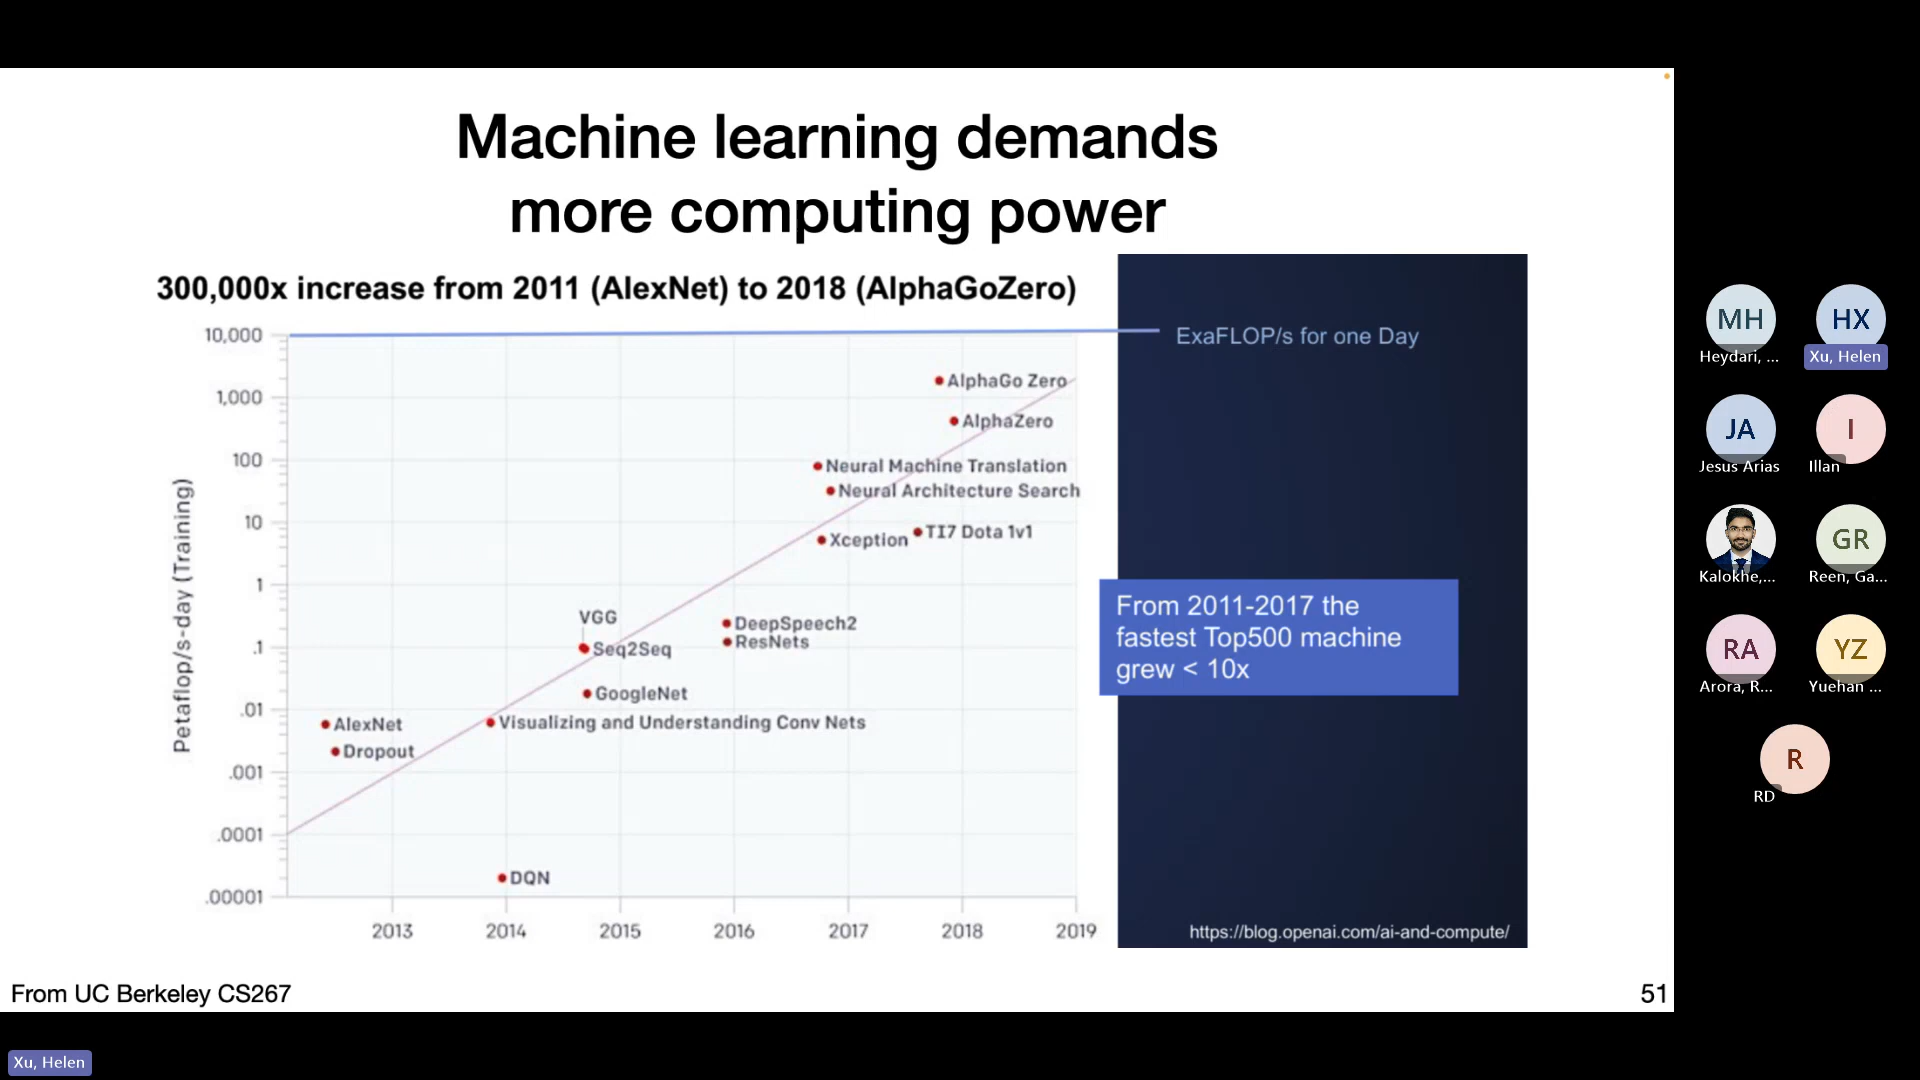 Machine learning demands
more computing power
300,000x increase from 2011 (AlexNet) to 2018 (AlphaGoZero)
10,000
1,000
100
10
1
.1
.01
.001
.0001
.00001
Petaflop/s-day (Training)
ExaFLOP/s for one Day
AlphaGo Zero
AlphaZero
Neural Machine Translation
Neural Architecture Search
TI7 Dota 1v1
Xception
VGG
DeepSpeech2
ResNets
Seq2Seq
GoogleNet
Visualizing and Understanding Conv Nets
AlexNet
Dropout
DQN
2013 2014 2015 2016 2017 2018 2019
From 2011-2017 the
fastest Top500 machine
grew < 10x
https://blog.openai.com/ai-and-compute/
From UC Berkeley CS267
51
MH
Heydari, ...
HX
Xu, Helen
JA
Jesus Arias
I
Illan
Kalokhe,...
GR
Reen, Ga...
RA
Arora, R...
YZ
Yuehan ...
R
RD
Xu, Helen